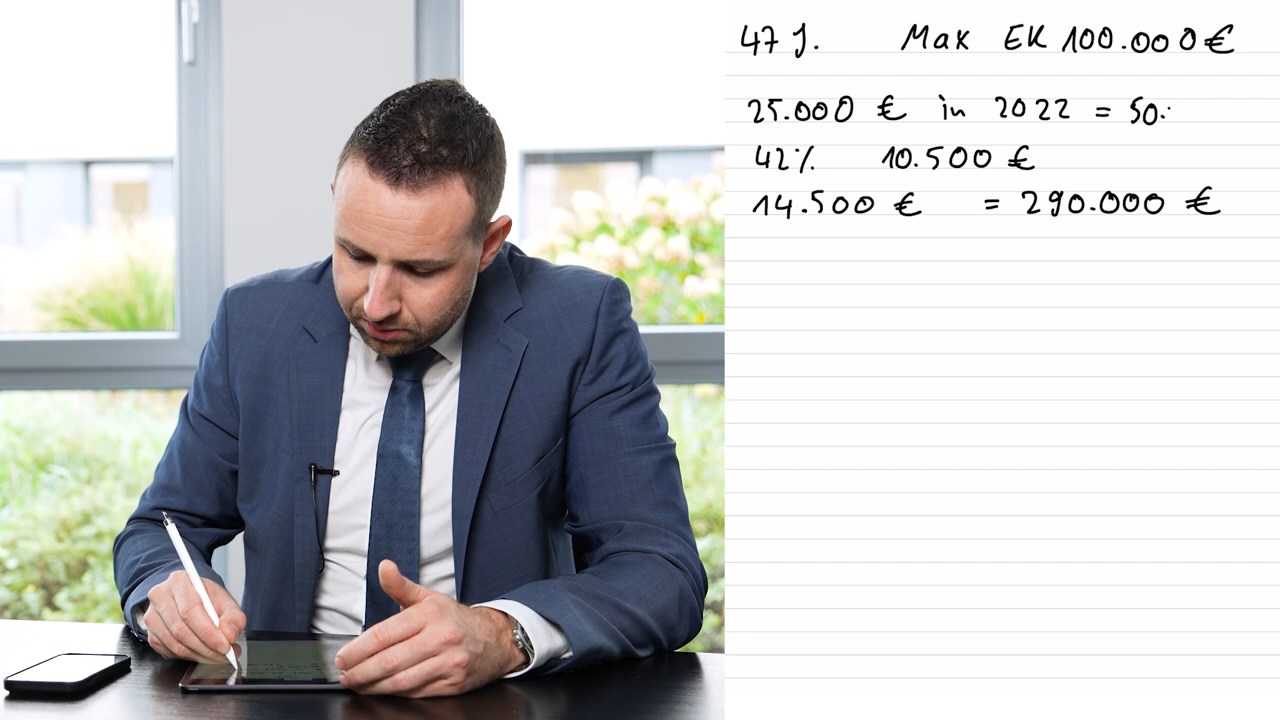 47 J. Max EK 100.000 €
25.000 € in 2022 = 50.
42% 10.500 €
14.500 € = 290.000 €